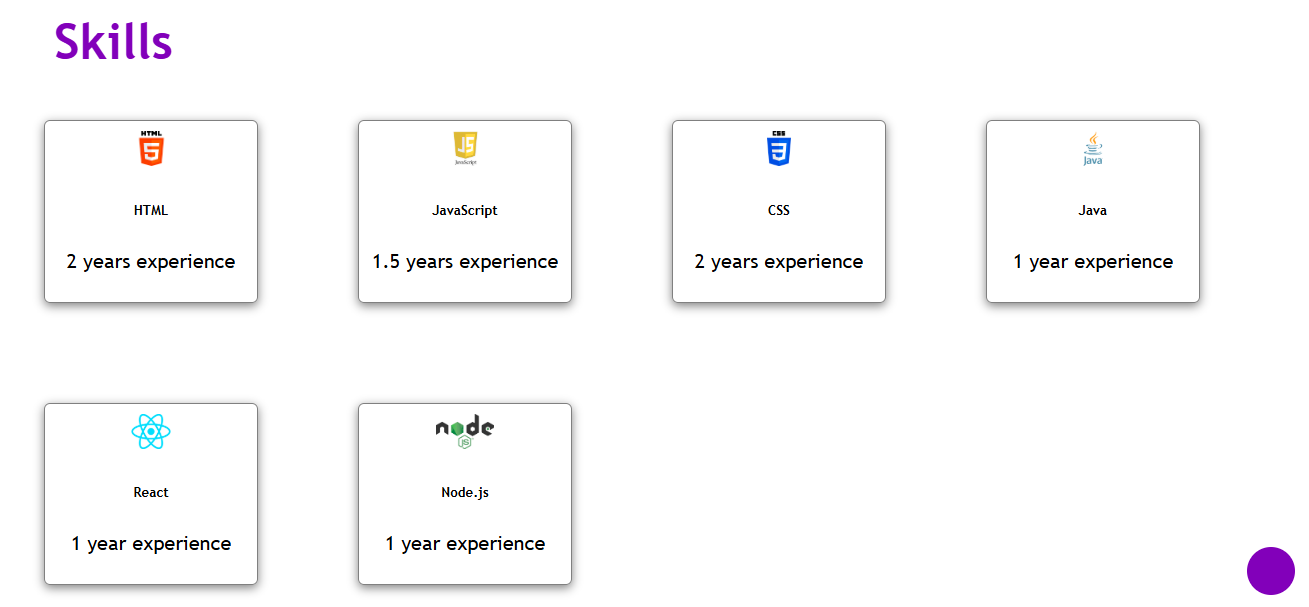 Skills
HTML
5
HTML
2 years experience
JS
JavaScript
JavaScript
1.5 years experience
CSS
3
CSS
2 years experience
Java
Java
1 year experience
React
1 year experience
node
JS
Node.js
1 year experience